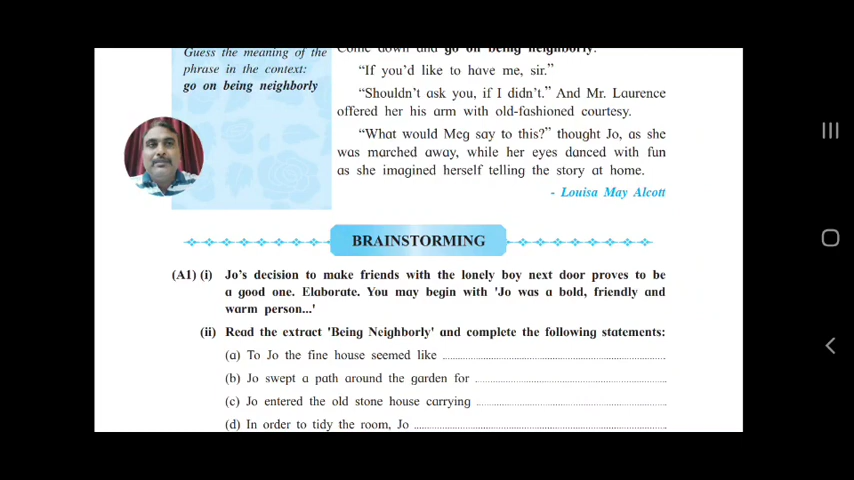 Guess the meaning of the
phrase in the context:
go on being neighborly
Come down and go on being neighborly.
“If you’d like to have me, sir.”
“Shouldn’t ask you, if I didn’t.” And Mr. Laurence
offered her his arm with old-fashioned courtesy.
“What would Meg say to this?” thought Jo, as she
was marched away, while her eyes danced with fun
as she imagined herself telling the story at home.
- Louisa May Alcott
BRAINSTORMING
(A1) (i) Jo’s decision to make friends with the lonely boy next door proves to be
a good one. Elaborate. You may begin with 'Jo was a bold, friendly and
warm person...'
(ii) Read the extract 'Being Neighborly' and complete the following statements:
(a) To Jo the fine house seemed like ....................
(b) Jo swept a path around the garden for ....................
(c) Jo entered the old stone house carrying ....................
(d) In order to tidy the room, Jo ....................